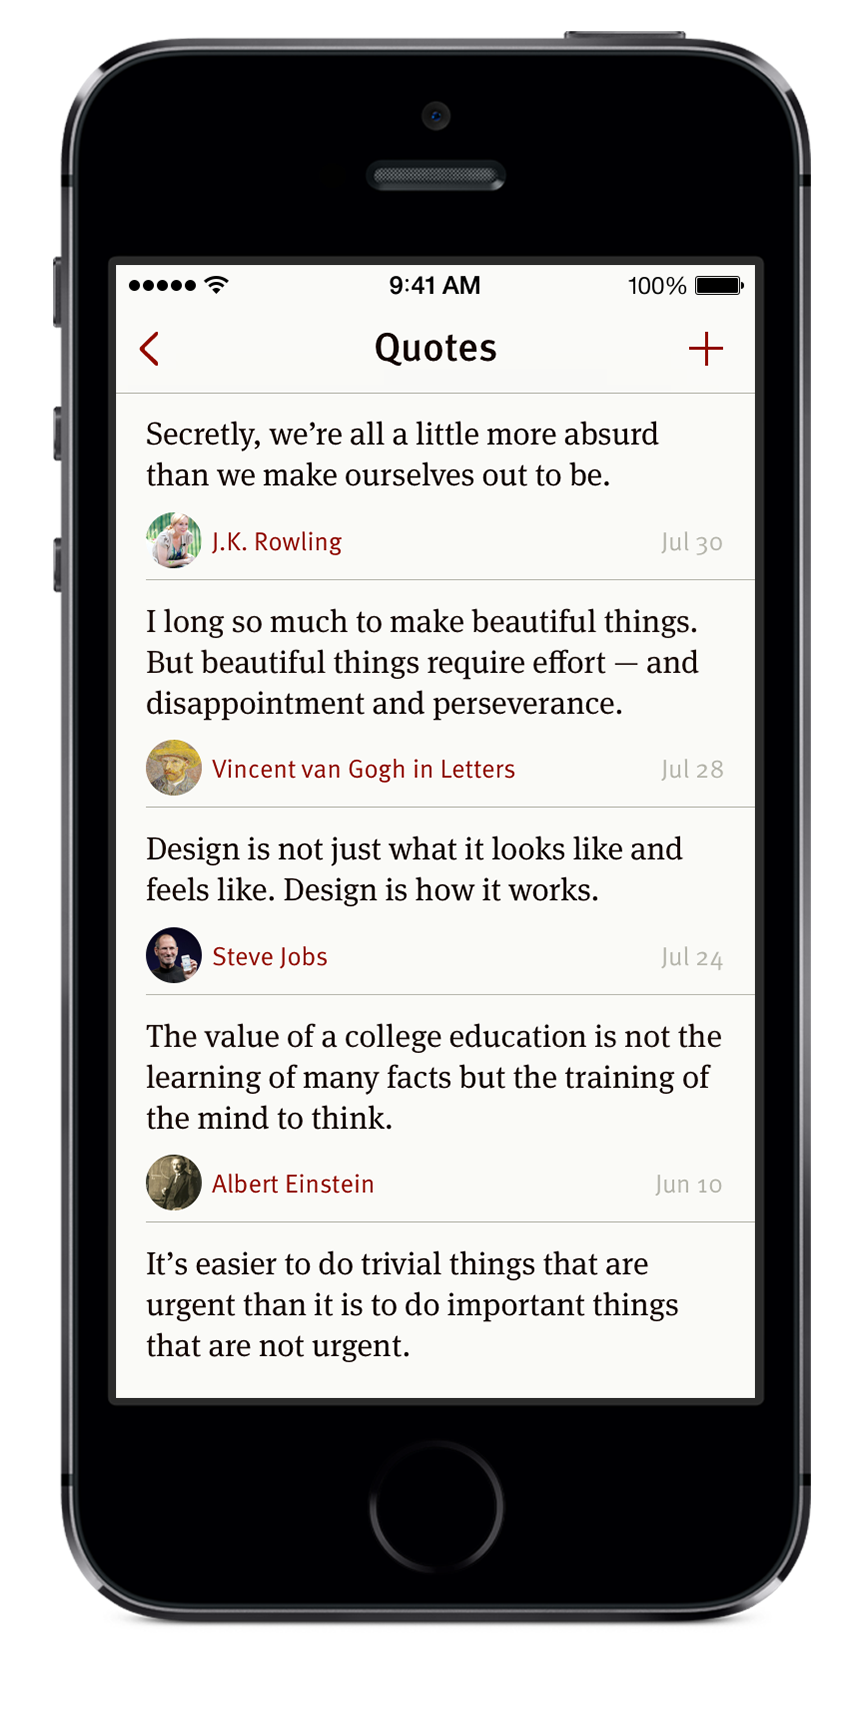 9:41 AM 100%
Quotes
Secretly, we’re all a little more absurd
than we make ourselves out to be.
J.K. Rowling Jul 30
I long so much to make beautiful things.
But beautiful things require effort — and
disappointment and perseverance.
Vincent van Gogh in Letters Jul 28
Design is not just what it looks like and
feels like. Design is how it works.
Steve Jobs Jul 24
The value of a college education is not the
learning of many facts but the training of
the mind to think.
Albert Einstein Jun 10
It’s easier to do trivial things that are
urgent than it is to do important things
that are not urgent.